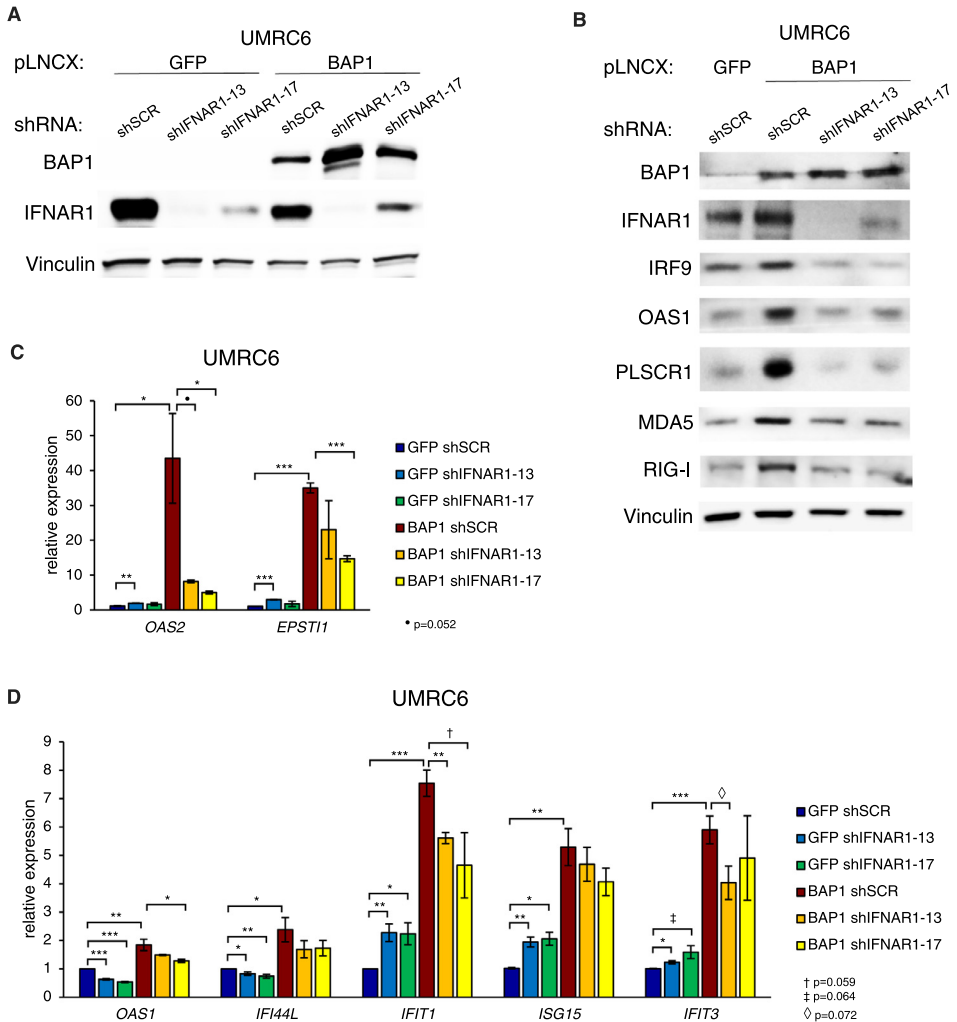 A
UMRC6
pLNCX: GFP BAP1
shRNA: shSCR shIFNAR1-13 shIFNAR1-17 shSCR shIFNAR1-13 shIFNAR1-17
BAP1
IFNAR1
Vinculin
B
UMRC6
pLNCX: GFP BAP1
shRNA: shSCR shSCR shIFNAR1-13 shIFNAR1-17
BAP1
IFNAR1
IRF9
OAS1
PLSCR1
MDA5
RIG-I
Vinculin
C
UMRC6
relative expression
60
50
40
30
20
10
0
* * •
** *** *** ***
OAS2 EPSTI1
GFP shSCR
GFP shIFNAR1-13
GFP shIFNAR1-17
BAP1 shSCR
BAP1 shIFNAR1-13
BAP1 shIFNAR1-17
• p=0.052
D
UMRC6
relative expression
9
8
7
6
5
4
3
2
1
0
*** *** ** *
* ** *
** * *** ** †
** * **
* ‡ *** ◊
OAS1 IFI44L IFIT1 ISG15 IFIT3
GFP shSCR
GFP shIFNAR1-13
GFP shIFNAR1-17
BAP1 shSCR
BAP1 shIFNAR1-13
BAP1 shIFNAR1-17
† p=0.059
‡ p=0.064
◊ p=0.072